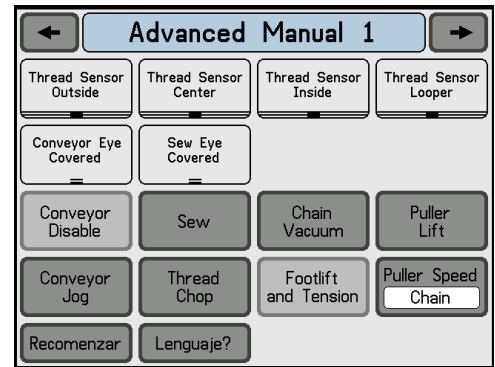 Advanced Manual 1
Thread Sensor Outside
Thread Sensor Center
Thread Sensor Inside
Thread Sensor Looper
Conveyor Eye Covered
Sew Eye Covered
Conveyor Disable
Sew
Chain Vacuum
Puller Lift
Conveyor Jog
Thread Chop
Footlift and Tension
Puller Speed
Chain
Recomenzar
Lenguaje?